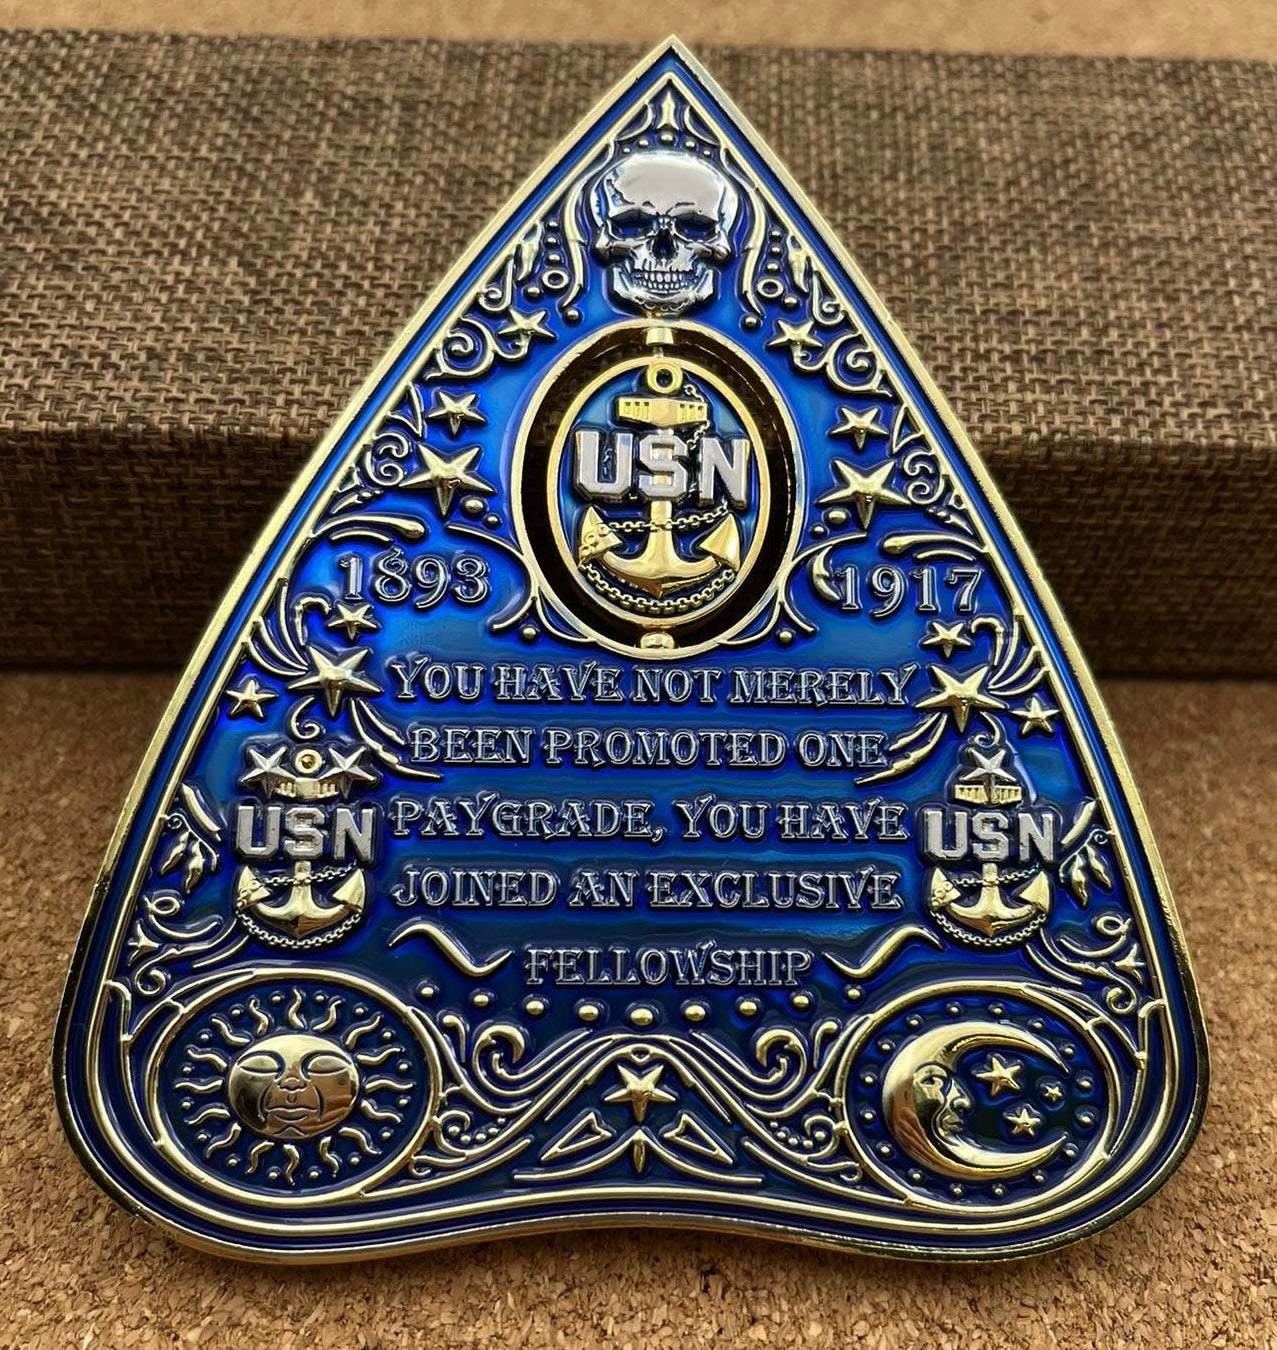 USN
1893 1917
YOU HAVE NOT MERELY
BEEN PROMOTED ONE
PAYGRADE, YOU HAVE
JOINED AN EXCLUSIVE
FELLOWSHIP
USN
USN